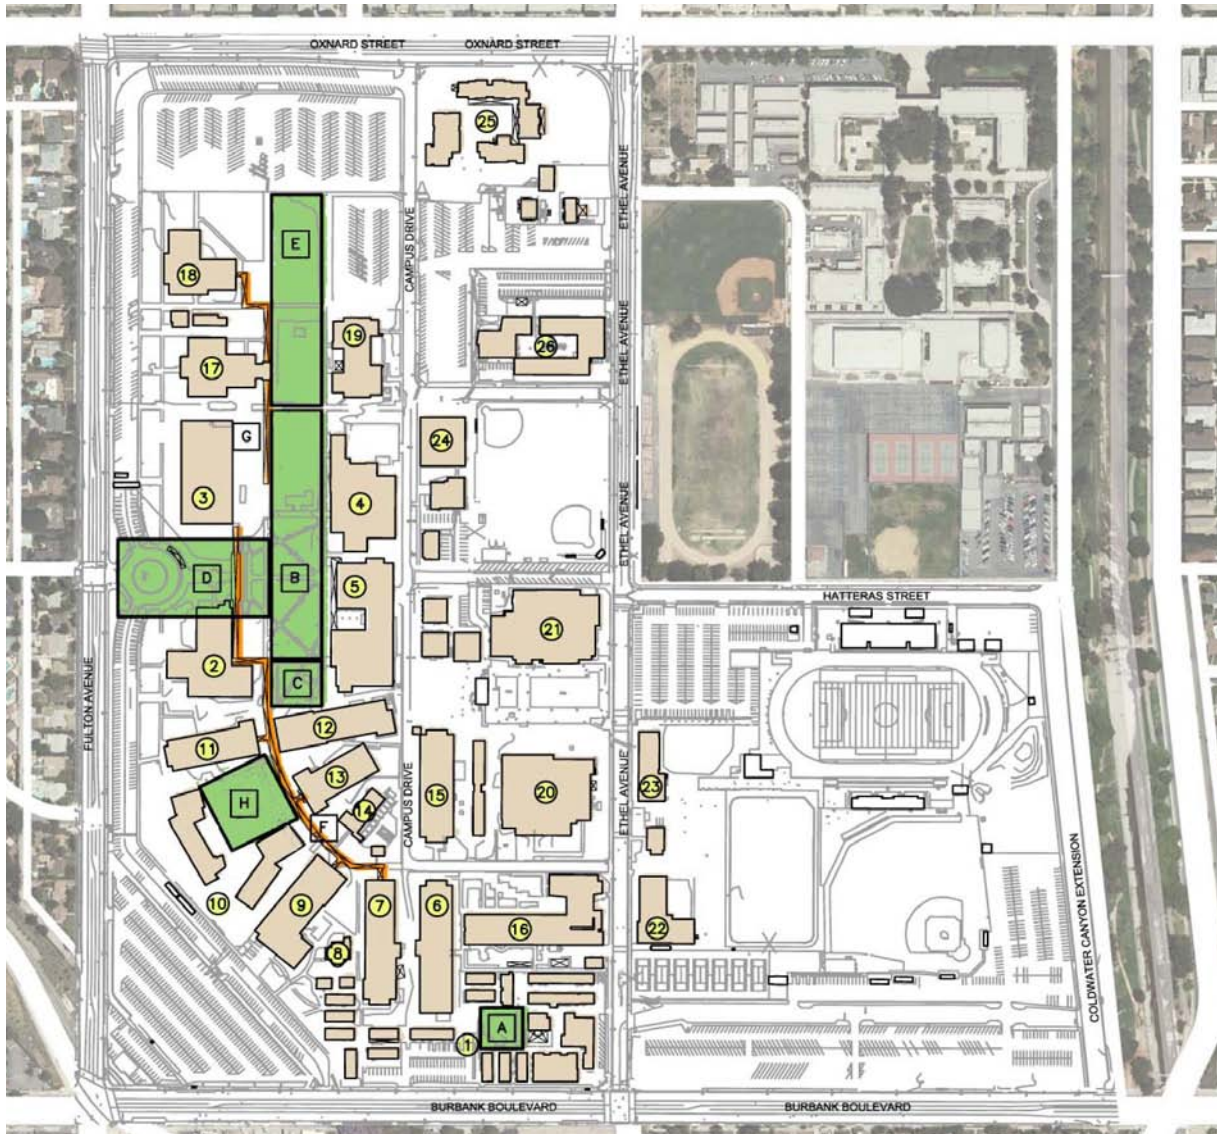 OXNARD STREET OXNARD STREET
25
ETHEL AVENUE
E
CAMPUS DRIVE
18
19
26
ETHEL AVENUE
17
G
24
3
4
ETHEL AVENUE
D
B
5
HATTERAS STREET
21
2
C
FULTON AVENUE
12
11
13
ETHEL AVENUE
23
H
14
15
20
CAMPUS DRIVE
F
COLDWATER CANYON EXTENSION
10
9
7
6
16
22
8
A
1
BURBANK BOULEVARD BURBANK BOULEVARD